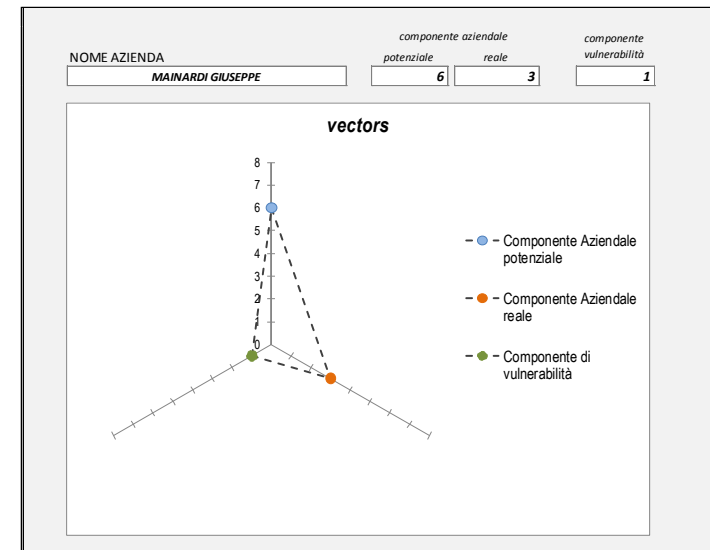 componente aziendale
componente
NOME AZIENDA
potenziale
reale
vulnerabilità
MAINARDI GIUSEPPE
6
3
1
vectors
8
7
6
5
4
3
2
1
0
Componente Aziendale
potenziale
Componente Aziendale
reale
Componente di
vulnerabilità